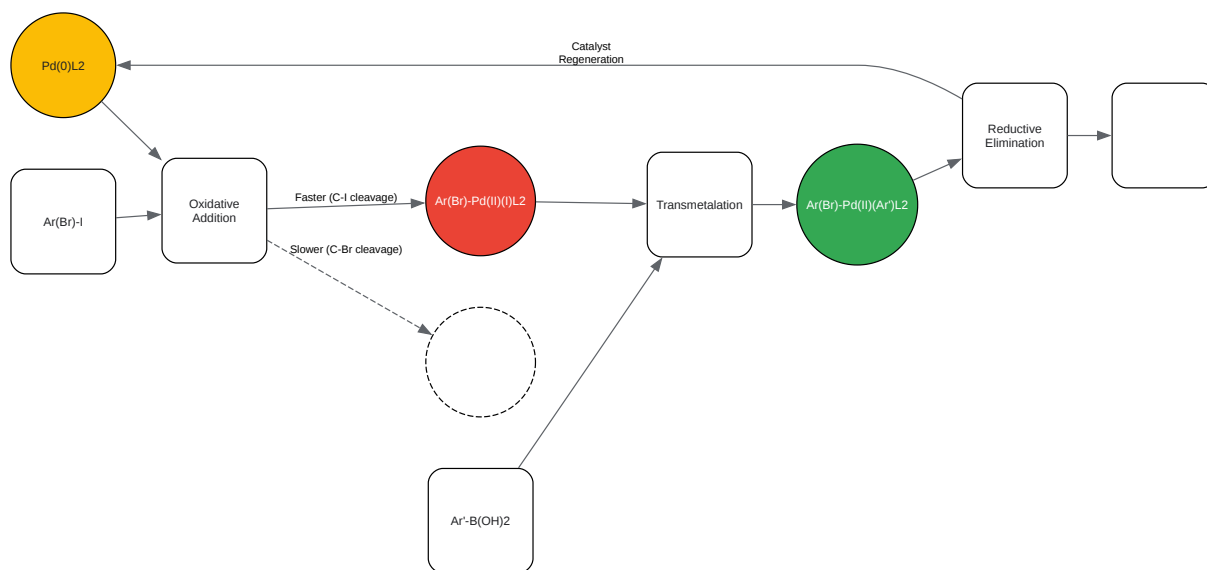 Catalyst
Regeneration
Pd(0)L2
Reductive
Elimination
Ar(Br)-I
Oxidative
Addition
Faster (C-I cleavage)
Ar(Br)-Pd(II)(I)L2
Transmetalation
Ar(Br)-Pd(II)(Ar')L2
Slower (C-Br cleavage)
Ar'-B(OH)2